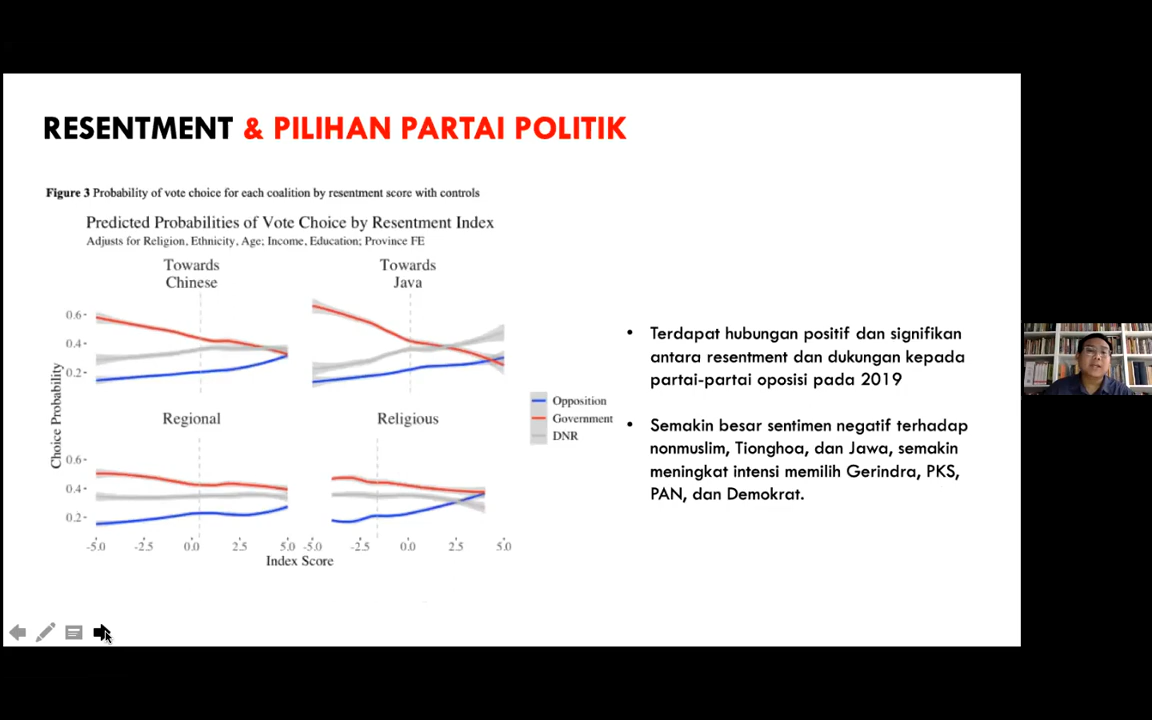 RESENTMENT & PILIHAN PARTAI POLITIK
Figure 3 Probability of vote choice for each coalition by resentment score with controls
Predicted Probabilities of Vote Choice by Resentment Index
Adjusts for Religion, Ethnicity, Age; Income, Education; Province FE
Towards
Chinese
Towards
Java
0.6-
0.4-
0.2-
Regional
Religious
0.6-
0.4-
0.2-
Choice Probability
-5.0 -2.5 0.0 2.5 5.0 -5.0 -2.5 0.0 2.5 5.0
Index Score
Opposition
Government
DNR
• Terdapat hubungan positif dan signifikan
antara resentment dan dukungan kepada
partai-partai oposisi pada 2019
• Semakin besar sentimen negatif terhadap
nonmuslim, Tionghoa, dan Jawa, semakin
meningkat intensi memilih Gerindra, PKS,
PAN, dan Demokrat.